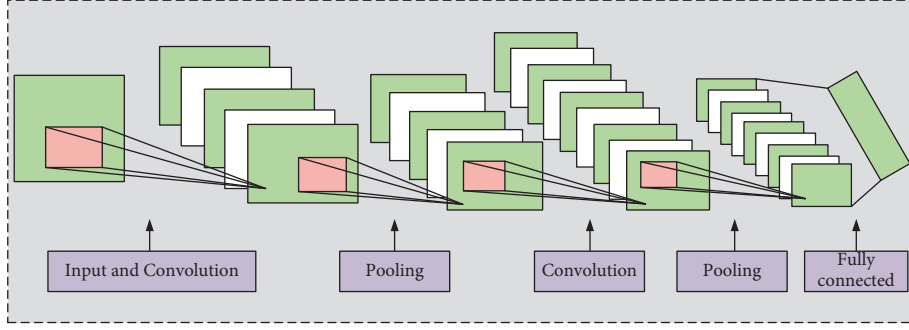 Input and Convolution
Pooling
Convolution
Pooling
Fully
connected